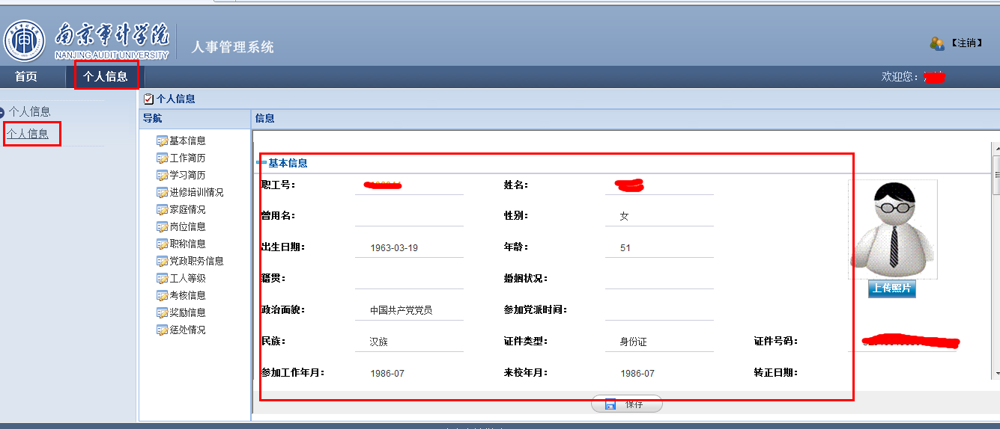 南京审计学院
NANJING AUDIT UNIVERSITY
人事管理系统
【注销】
首页 个人信息 欢迎您：
个人信息
个人信息
个人信息
导航
基本信息
工作简历
学习简历
进修培训情况
家庭情况
岗位信息
职称信息
党政职务信息
工人等级
考核信息
奖励信息
惩处情况
信息
基本信息
职工号： 姓名：
曾用名： 性别： 女
出生日期： 1963-03-19 年龄： 51
籍贯： 婚姻状况：
政治面貌： 中国共产党党员 参加党派时间：
民族： 汉族 证件类型： 身份证 证件号码：
参加工作年月： 1986-07 来校年月： 1986-07 转正日期：
上传照片
保存